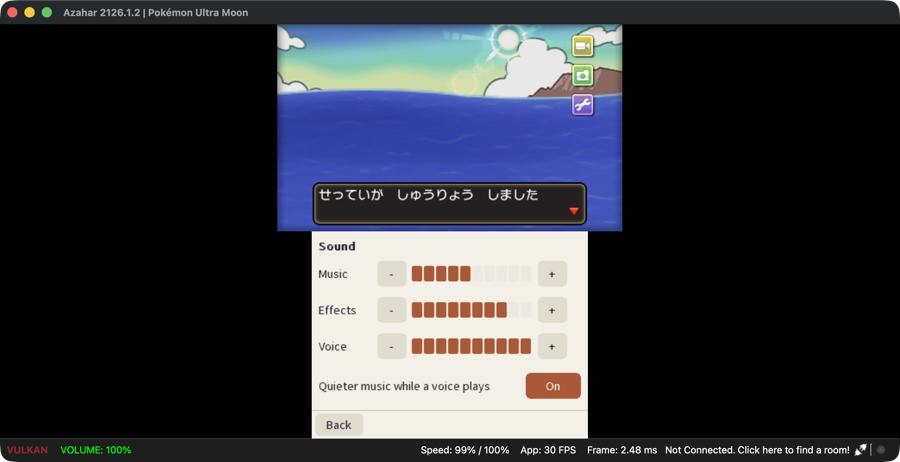 Azahar 2126.1.2 | Pokémon Ultra Moon
せっていが　しゅうりょう　しました
Sound
Music - +
Effects - +
Voice - +
Quieter music while a voice plays On
Back
VULKAN VOLUME: 100% Speed: 99% / 100% App: 30 FPS Frame: 2.48 ms Not Connected. Click here to find a room!